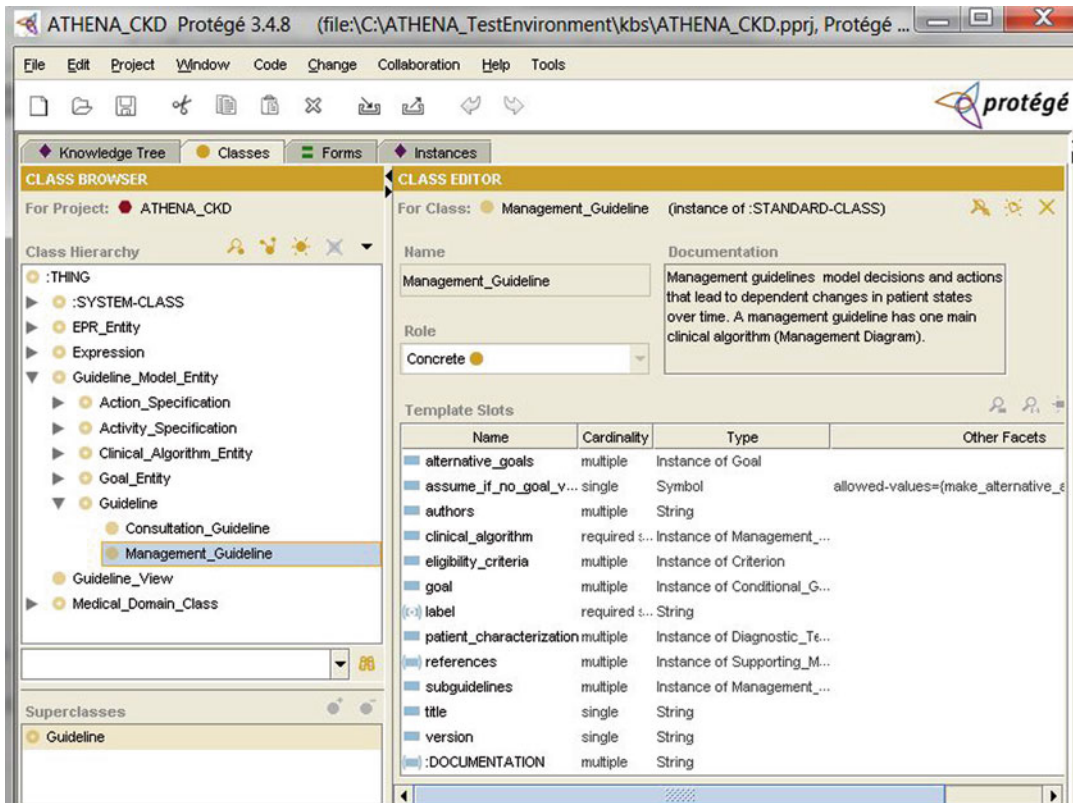 ATHENA_CKD Protégé 3.4.8 (file:\C:\ATHENA_TestEnvironment\kbs\ATHENA_CKD.pprj, Protégé ...
File Edit Project Window Code Change Collaboration Help Tools
protégé
Knowledge Tree Classes Forms Instances
CLASS BROWSER
For Project: ATHENA_CKD
Class Hierarchy
:THING
:SYSTEM-CLASS
EPR_Entity
Expression
Guideline_Model_Entity
Action_Specification
Activity_Specification
Clinical_Algorithm_Entity
Goal_Entity
Guideline
Consultation_Guideline
Management_Guideline
Guideline_View
Medical_Domain_Class
Superclasses
Guideline
CLASS EDITOR
For Class: Management_Guideline (instance of :STANDARD-CLASS)
Name
Management_Guideline
Role
Concrete
Documentation
Management guidelines model decisions and actions
that lead to dependent changes in patient states
over time. A management guideline has one main
clinical algorithm (Management Diagram).
Template Slots
Name Cardinality Type Other Facets
alternative_goals multiple Instance of Goal
assume_if_no_goal_v... single Symbol allowed-values={make_alternative_a
authors multiple String
clinical_algorithm required s... Instance of Management_...
eligibility_criteria multiple Instance of Criterion
goal multiple Instance of Conditional_G...
label required s... String
patient_characterization multiple Instance of Diagnostic_Te...
references multiple Instance of Supporting_M...
subguidelines multiple Instance of Management_...
title single String
version single String
:DOCUMENTATION multiple String